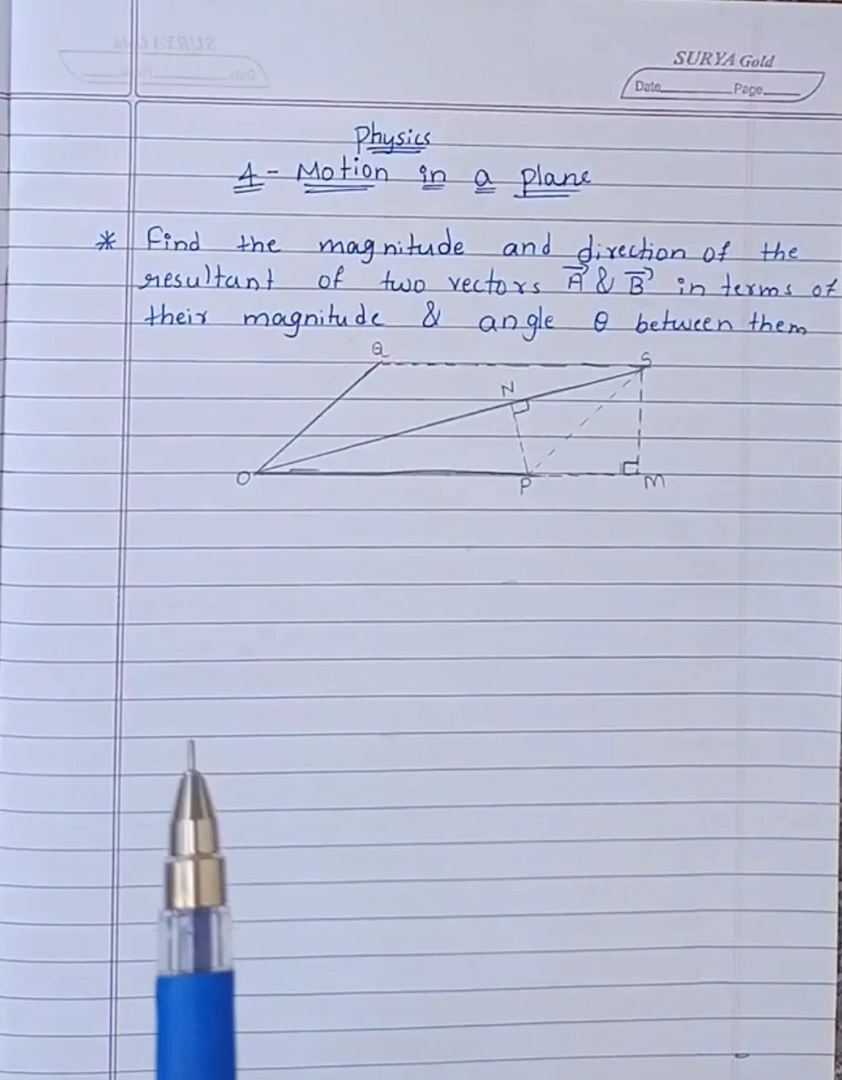 SURYA Gold
Date Page
Physics
4 - Motion in a plane
* Find the magnitude and direction of the
resultant of two vectors A⃗ & B⃗ in terms of
their magnitude & angle θ between them
Q S
N
O P M